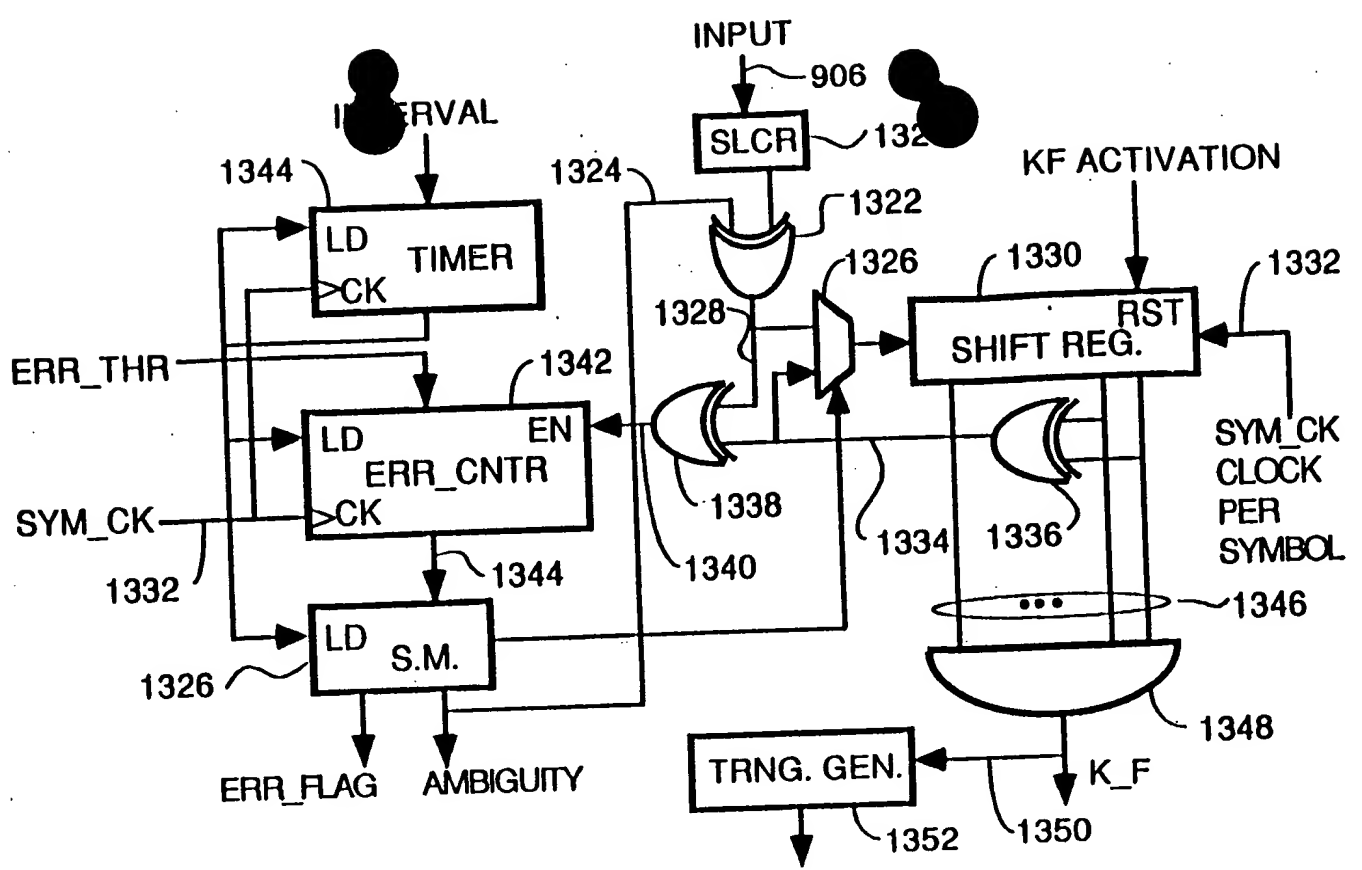 INPUT
906
SLCR
1344
1324
KF ACTIVATION
1322
LD
TIMER
CK
1326
1330
1332
1328
RST
SHIFT REG.
ERR_THR
1342
LD
EN
ERR_CNTR
CK
SYM_CK
CLOCK
PER
SYMBOL
SYM_CK
1338
1334
1336
1332
1344
1340
1346
LD
S.M.
1326
1348
ERR_FLAG
AMBIGUITY
TRNG. GEN.
K_F
1352
1350